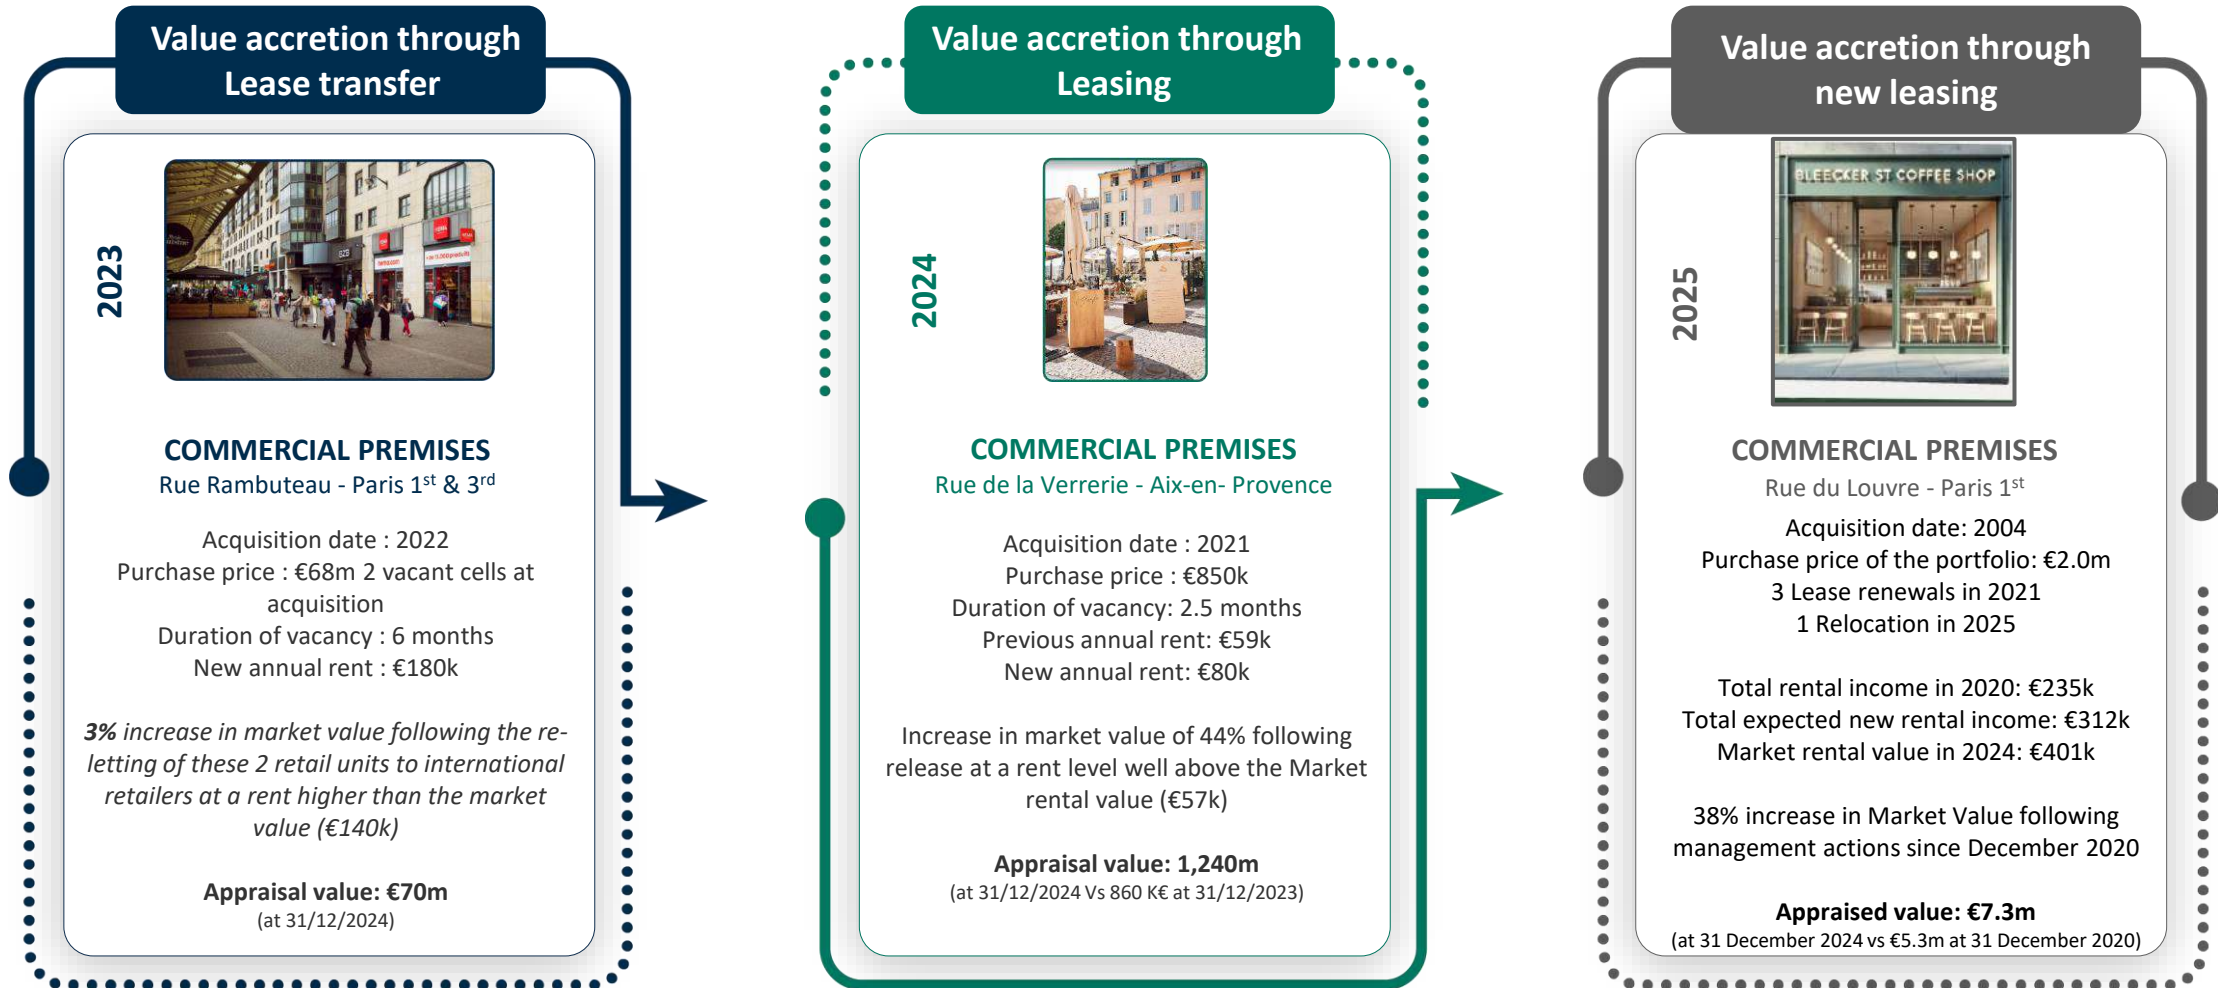 Value accretion through
Lease transfer
2023
B2B
COMMERCIAL PREMISES
Rue Rambuteau - Paris 1st & 3rd
Acquisition date : 2022
Purchase price : €68m 2 vacant cells at
acquisition
Duration of vacancy : 6 months
New annual rent : €180k
3% increase in market value following the re-
letting of these 2 retail units to international
retailers at a rent higher than the market
value (€140k)
Appraisal value: €70m
(at 31/12/2024)
Value accretion through
Leasing
2024
COMMERCIAL PREMISES
Rue de la Verrerie - Aix-en- Provence
Acquisition date : 2021
Purchase price : €850k
Duration of vacancy: 2.5 months
Previous annual rent: €59k
New annual rent: €80k
Increase in market value of 44% following
release at a rent level well above the Market
rental value (€57k)
Appraisal value: 1,240m
(at 31/12/2024 Vs 860 K€ at 31/12/2023)
Value accretion through
new leasing
2025
BLEECKER ST COFFEE SHOP
COMMERCIAL PREMISES
Rue du Louvre - Paris 1st
Acquisition date: 2004
Purchase price of the portfolio: €2.0m
3 Lease renewals in 2021
1 Relocation in 2025
Total rental income in 2020: €235k
Total expected new rental income: €312k
Market rental value in 2024: €401k
38% increase in Market Value following
management actions since December 2020
Appraised value: €7.3m
(at 31 December 2024 vs €5.3m at 31 December 2020)